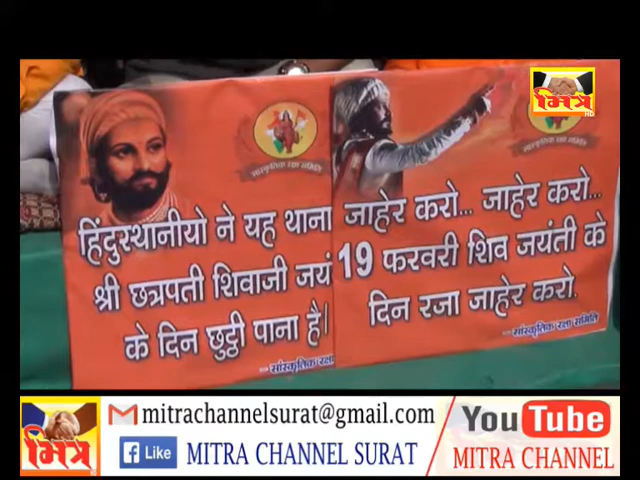 मित्र
HD
हिंदुस्थानीयो ने यह थाना
श्री छत्रपती शिवाजी जयं
के दिन छुट्टी पाना है
सांस्कृतिक रक्षा
जाहेर करो... जाहेर करो...
19 फरवरी शिव जयंती के
दिन रजा जाहेर करो.
सांस्कृतिक रक्षा समिति
मित्र
mitrachannelsurat@gmail.com
f Like MITRA CHANNEL SURAT
YouTube
MITRA CHANNEL